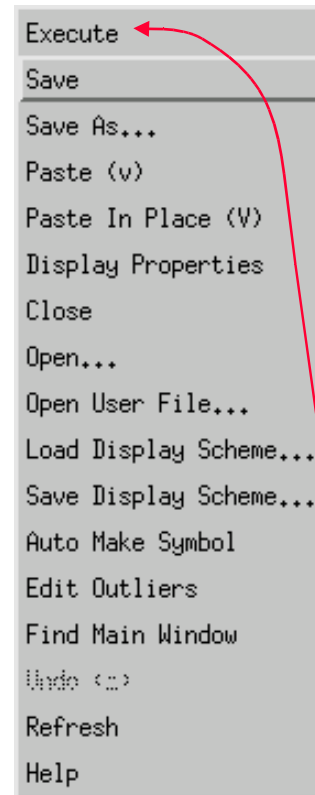 Execute
Save
Save As...
Paste (v)
Paste In Place (V)
Display Properties
Close
Open...
Open User File...
Load Display Scheme...
Save Display Scheme...
Auto Make Symbol
Edit Outliers
Find Main Window
Undo
Refresh
Help